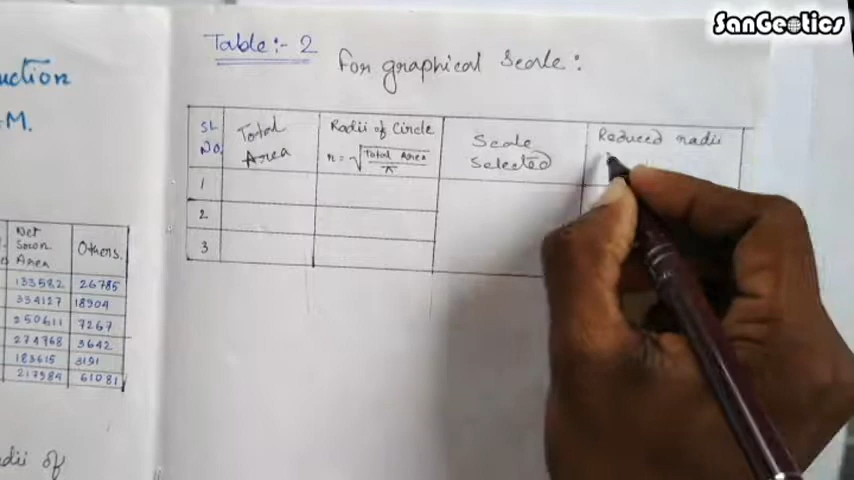 SanGeotics
uction
.M.
Net
Sown
Area
Others.
133582 26785
334127 18904
250611 7267
274768 3642
183615 3191
217984 61081
adii of
Table:- 2
For graphical Scale:
SL
No.
Total
Area
Radii of Circle
r = √Total Area/π
Scale
Selected
Reduced radii
1
2
3